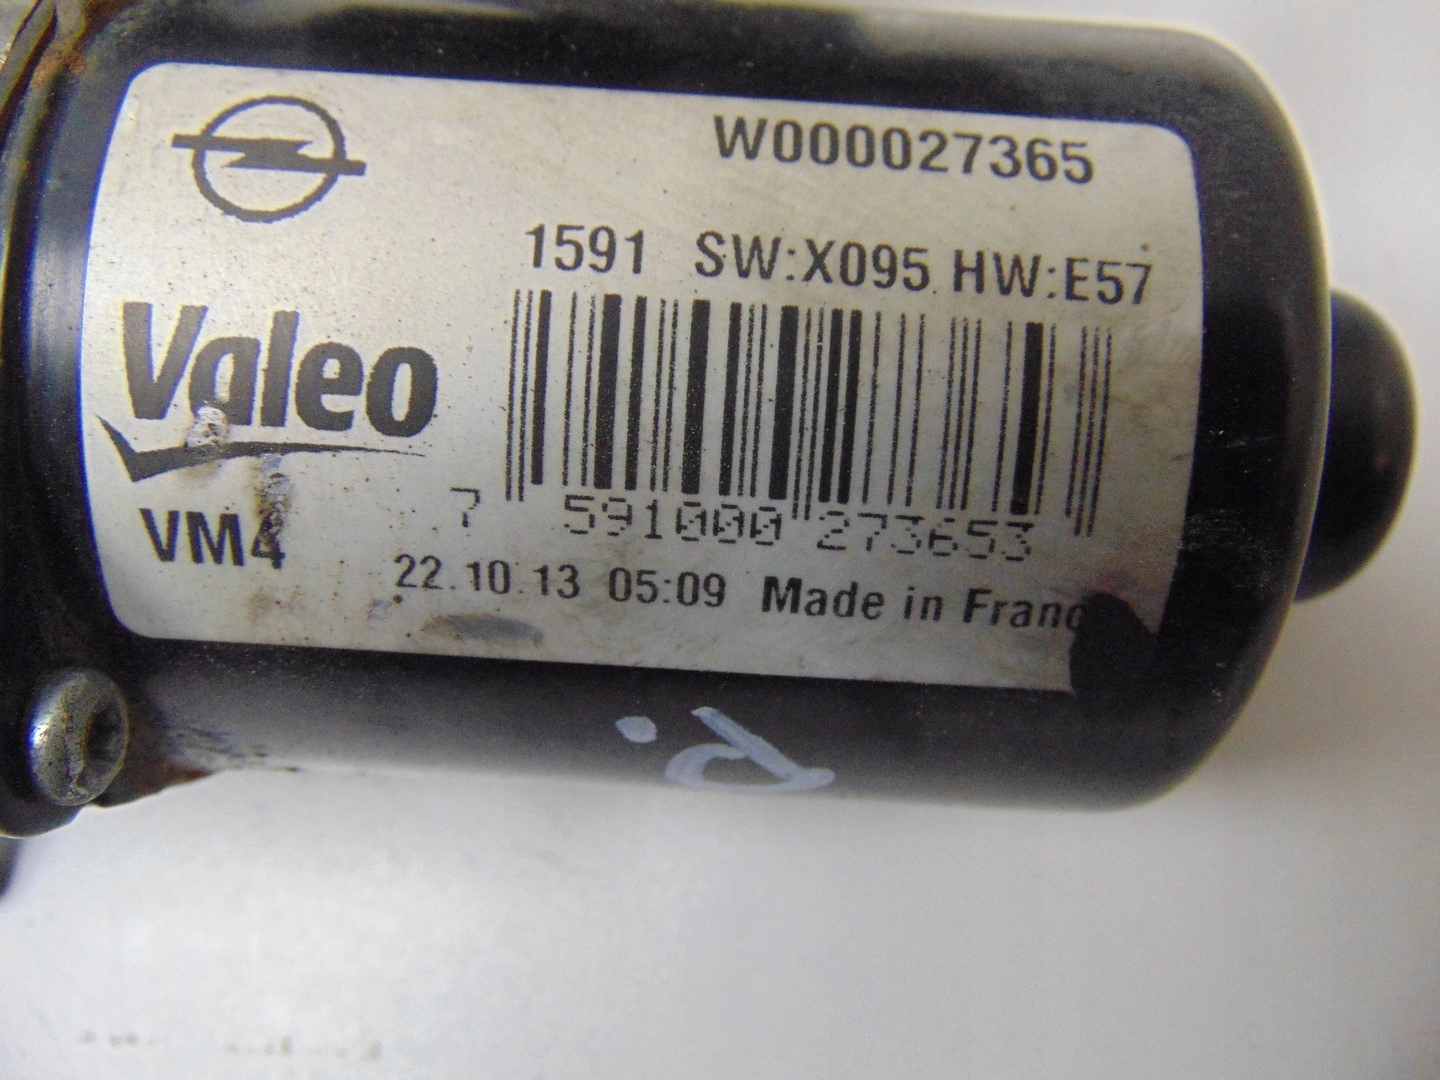 W000027365
1591 SW:X095 HW:E57
Valeo
7 591000 273653
VM4
22.10.13 05:09 Made in Franc